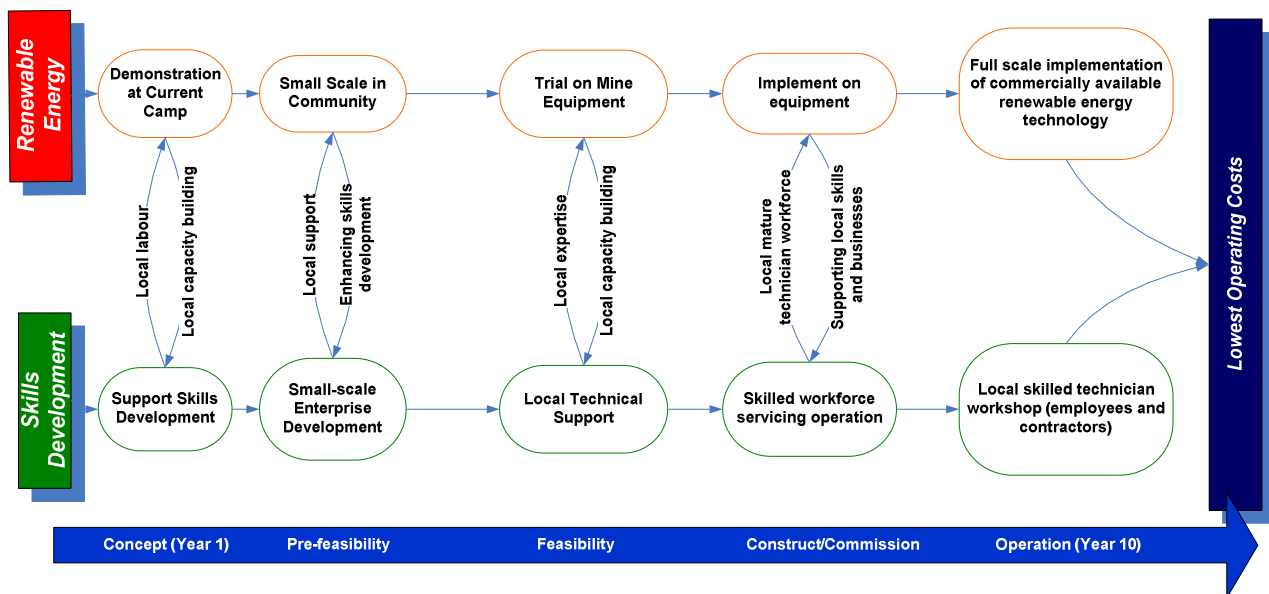 Renewable
Energy
Demonstration
at Current
Camp
Small Scale in
Community
Trial on Mine
Equipment
Implement on
equipment
Full scale implementation
of commercially available
renewable energy
technology
Local labour
Local capacity building
Local support
Enhancing skills
development
Local expertise
Local capacity building
Local mature
technician workforce
Supporting local skills
and businesses
Lowest Operating Costs
Skills
Development
Support Skills
Development
Small-scale
Enterprise
Development
Local Technical
Support
Skilled workforce
servicing operation
Local skilled technician
workshop (employees and
contractors)
Concept (Year 1)
Pre-feasibility
Feasibility
Construct/Commission
Operation (Year 10)